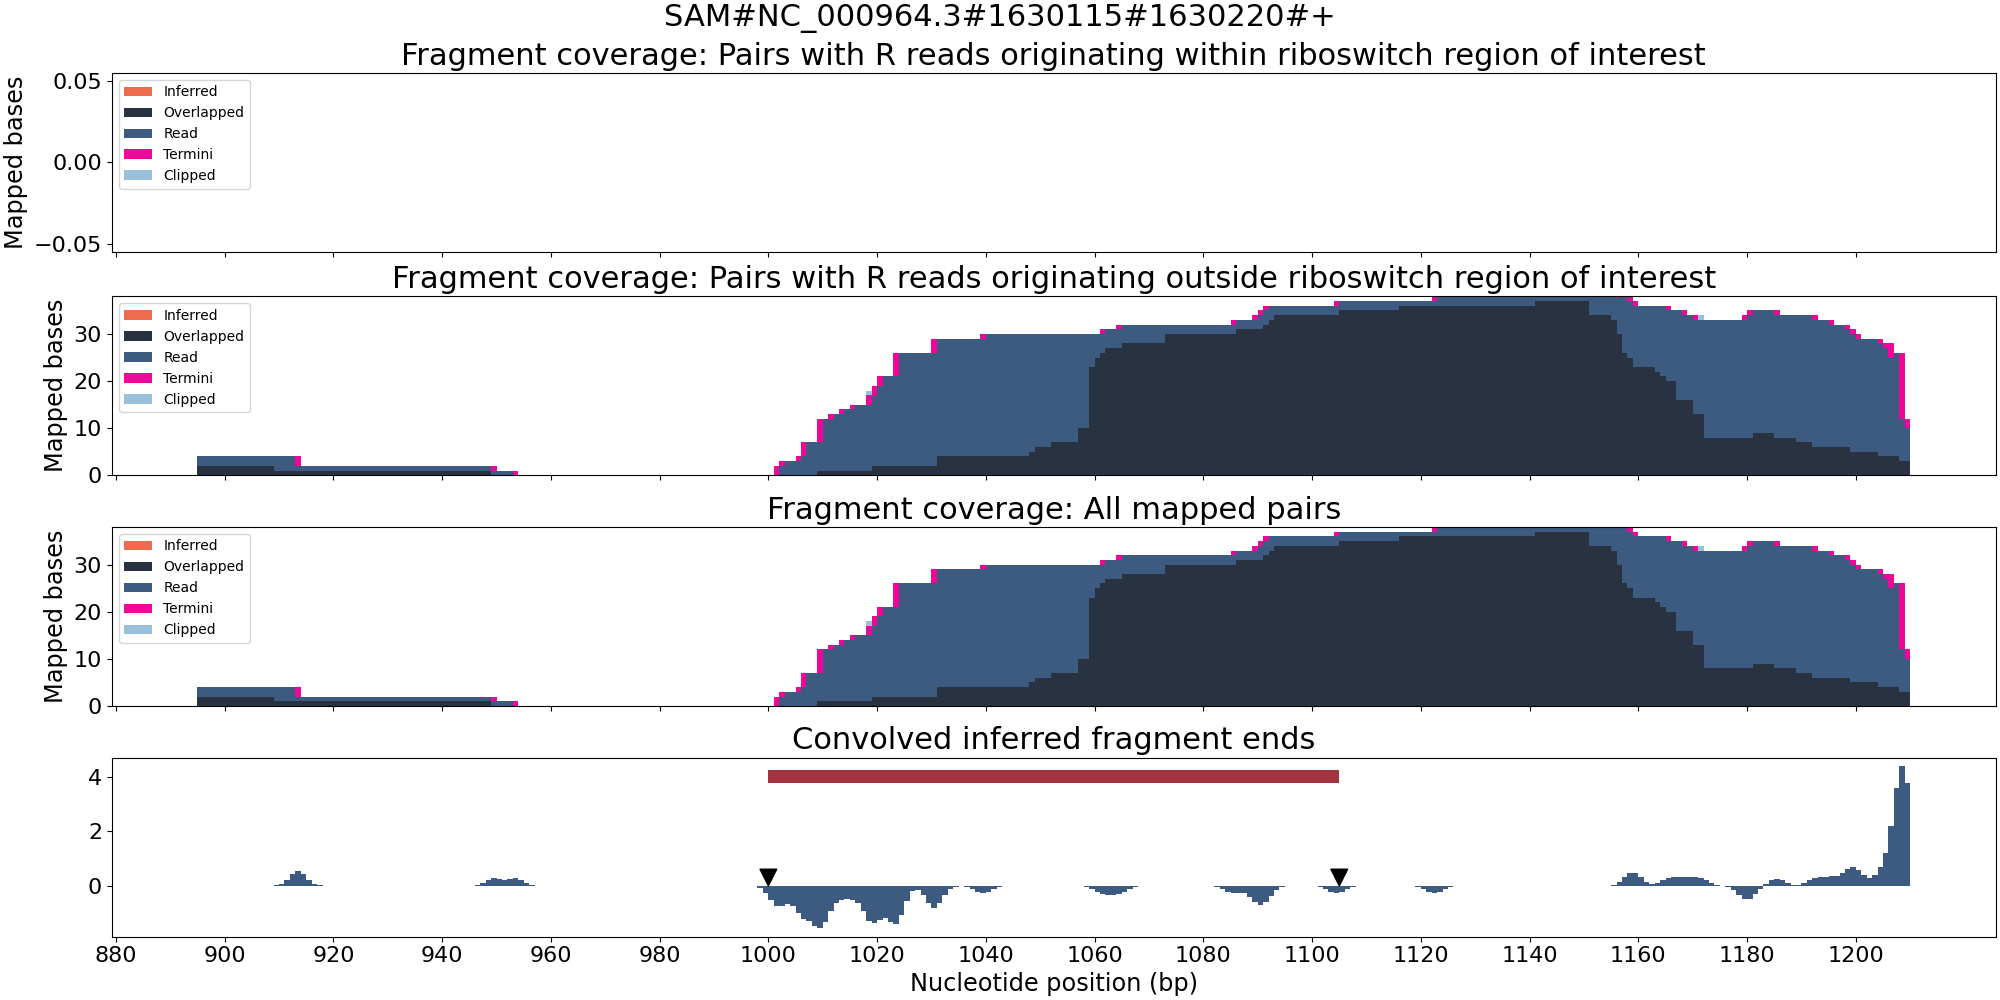 SAM#NC_000964.3#1630115#1630220#+
Fragment coverage: Pairs with R reads originating within riboswitch region of interest
Mapped bases
0.05
0.00
−0.05
Inferred
Overlapped
Read
Termini
Clipped
Fragment coverage: Pairs with R reads originating outside riboswitch region of interest
Mapped bases
30
20
10
0
Inferred
Overlapped
Read
Termini
Clipped
Fragment coverage: All mapped pairs
Mapped bases
30
20
10
0
Inferred
Overlapped
Read
Termini
Clipped
Convolved inferred fragment ends
4
2
0
880 900 920 940 960 980 1000 1020 1040 1060 1080 1100 1120 1140 1160 1180 1200
Nucleotide position (bp)